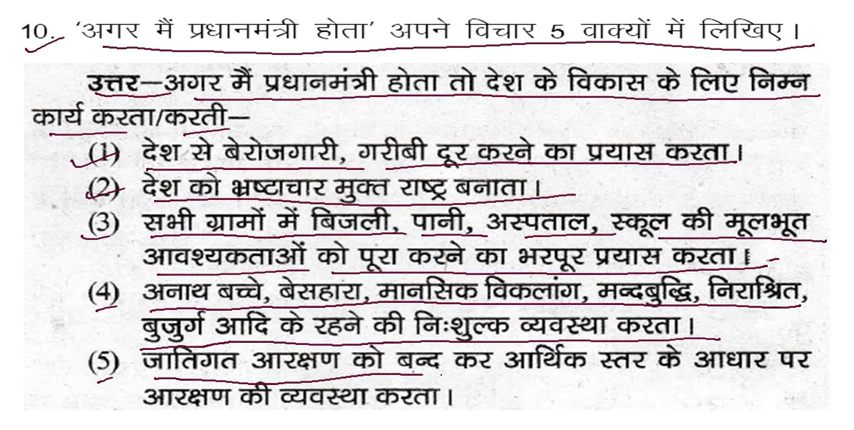 10. 'अगर मैं प्रधानमंत्री होता' अपने विचार 5 वाक्यों में लिखिए।
उत्तर—अगर मैं प्रधानमंत्री होता तो देश के विकास के लिए निम्न
कार्य करता/करती—
(1) देश से बेरोजगारी, गरीबी दूर करने का प्रयास करता।
(2) देश को भ्रष्टाचार मुक्त राष्ट्र बनाता।
(3) सभी ग्रामों में बिजली, पानी, अस्पताल, स्कूल की मूलभूत
आवश्यकताओं को पूरा करने का भरपूर प्रयास करता।
(4) अनाथ बच्चे, बेसहारा, मानसिक विकलांग, मन्दबुद्धि, निराश्रित,
बुजुर्ग आदि के रहने की निःशुल्क व्यवस्था करता।
(5) जातिगत आरक्षण को बन्द कर आर्थिक स्तर के आधार पर
आरक्षण की व्यवस्था करता।